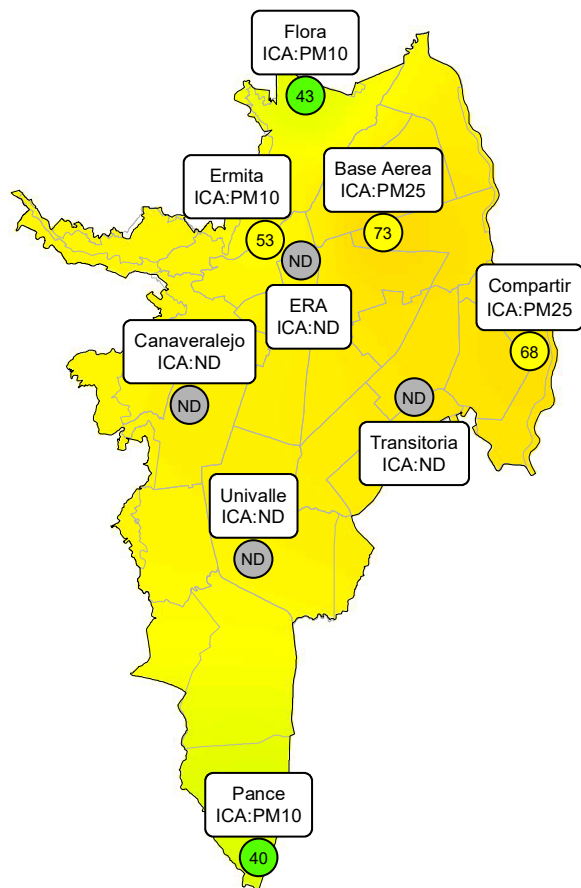 Flora
ICA:PM10
43
Ermita
ICA:PM10
53
Base Aerea
ICA:PM25
73
ND
ERA
ICA:ND
Compartir
ICA:PM25
68
Canaveralejo
ICA:ND
ND
ND
Transitoria
ICA:ND
Univalle
ICA:ND
ND
Pance
ICA:PM10
40